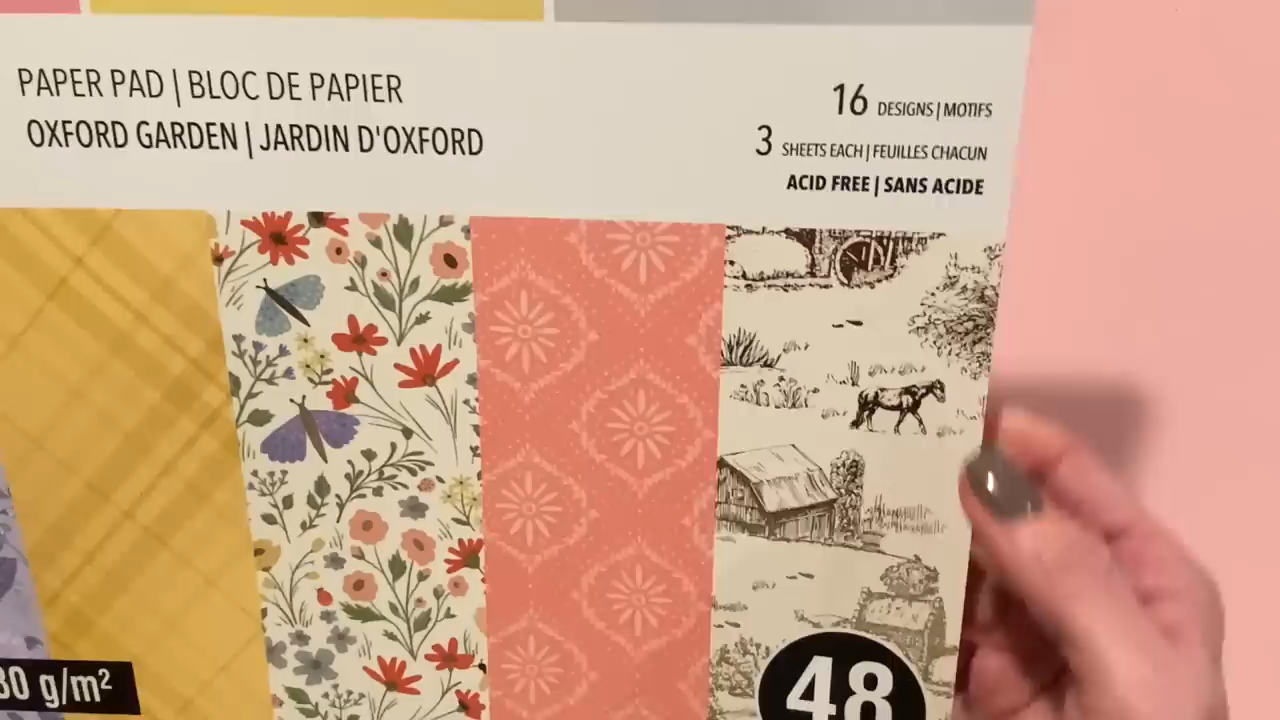 PAPER PAD | BLOC DE PAPIER
OXFORD GARDEN | JARDIN D'OXFORD
16 DESIGNS | MOTIFS
3 SHEETS EACH | FEUILLES CHACUN
ACID FREE | SANS ACIDE
g/m²
48